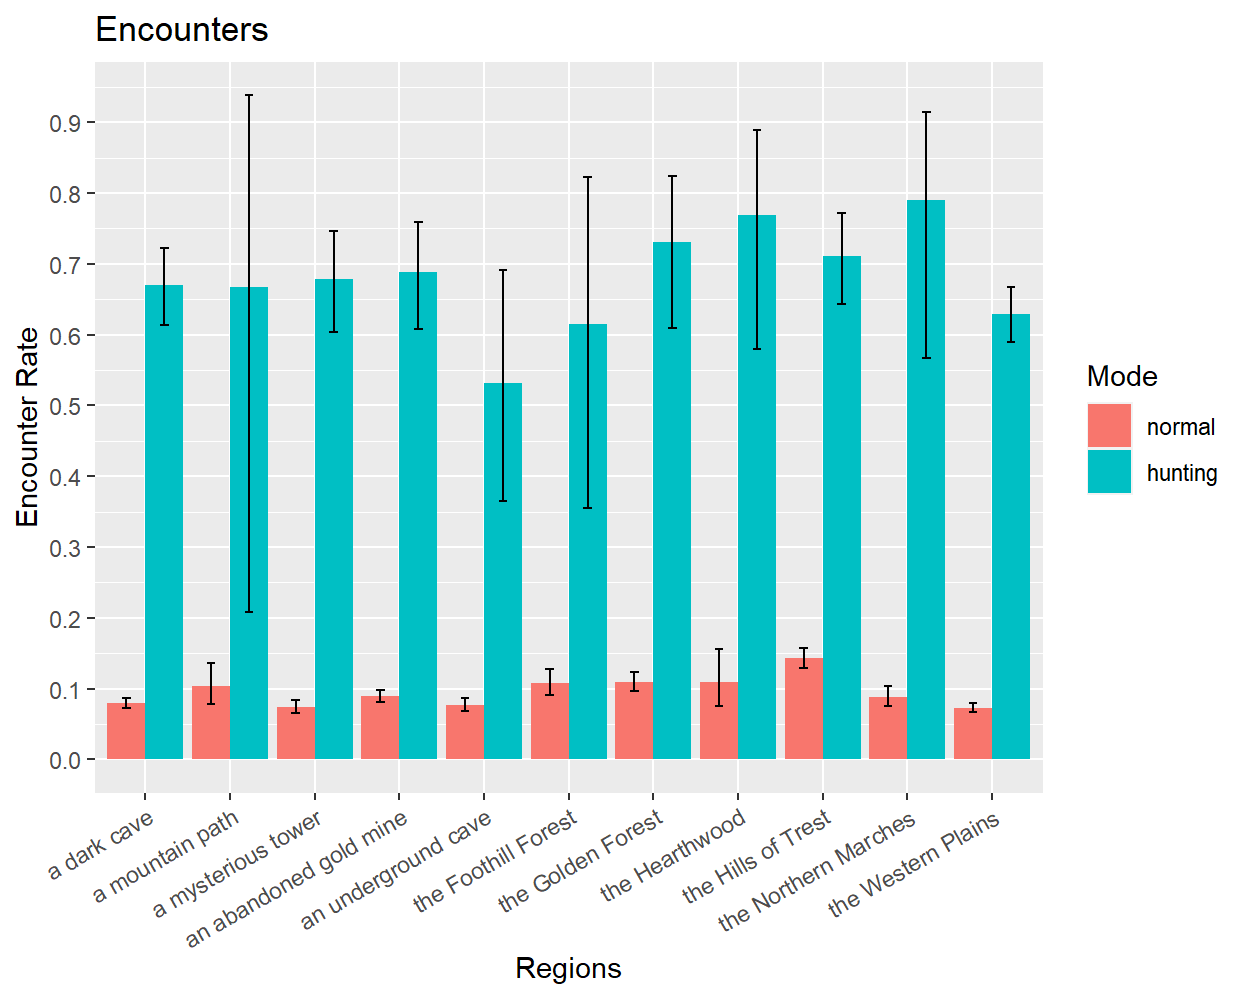 Encounters
Encounter Rate
0.9
0.8
0.7
0.6
0.5
0.4
0.3
0.2
0.1
0.0
a dark cave
a mountain path
a mysterious tower
an abandoned gold mine
an underground cave
the Foothill Forest
the Golden Forest
the Hearthwood
the Hills of Trest
the Northern Marches
the Western Plains
Regions
Mode
normal
hunting